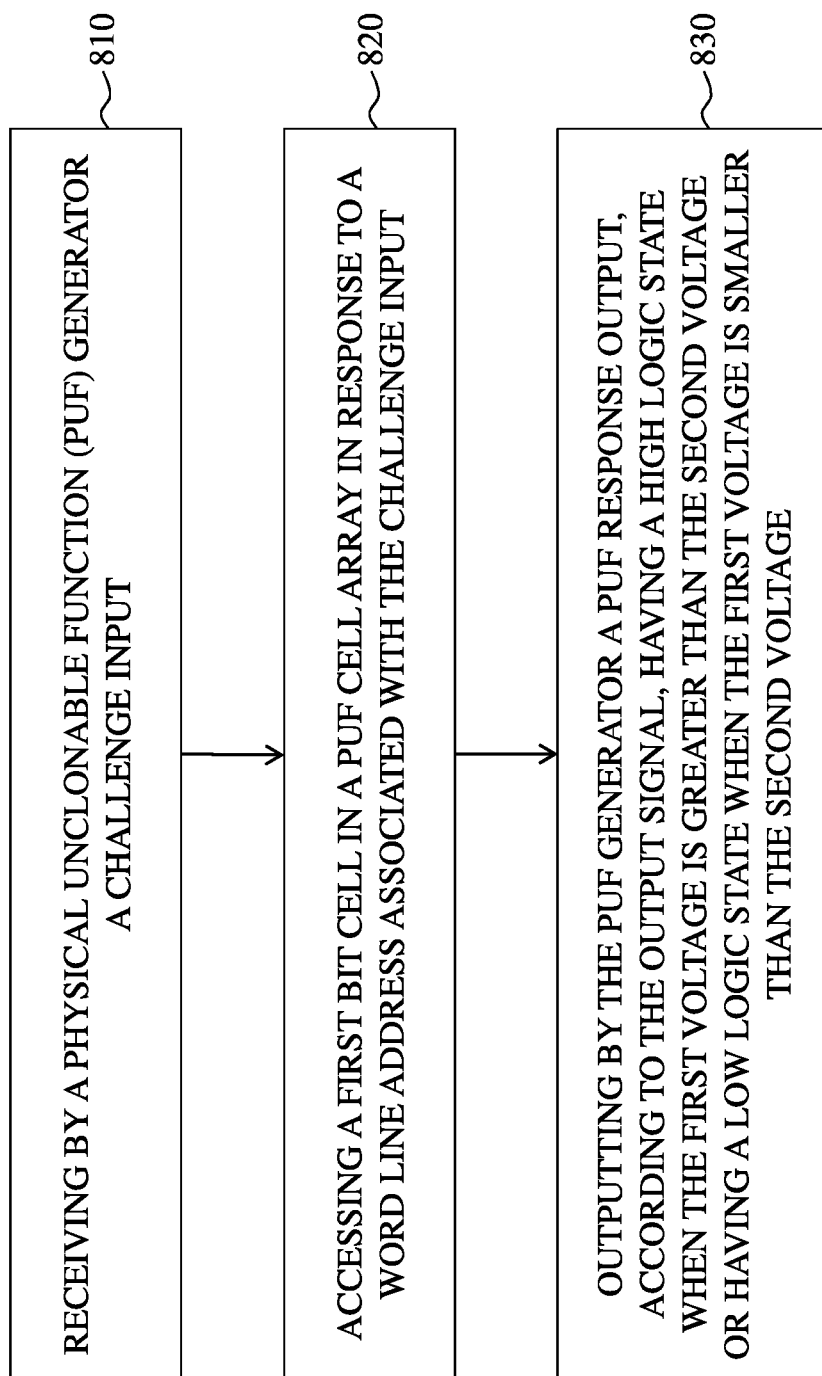 RECEIVING BY A PHYSICAL UNCLONABLE FUNCTION (PUF) GENERATOR
A CHALLENGE INPUT
810
ACCESSING A FIRST BIT CELL IN A PUF CELL ARRAY IN RESPONSE TO A
WORD LINE ADDRESS ASSOCIATED WITH THE CHALLENGE INPUT
820
OUTPUTTING BY THE PUF GENERATOR A PUF RESPONSE OUTPUT,
ACCORDING TO THE OUTPUT SIGNAL, HAVING A HIGH LOGIC STATE
WHEN THE FIRST VOLTAGE IS GREATER THAN THE SECOND VOLTAGE
OR HAVING A LOW LOGIC STATE WHEN THE FIRST VOLTAGE IS SMALLER
THAN THE SECOND VOLTAGE
830